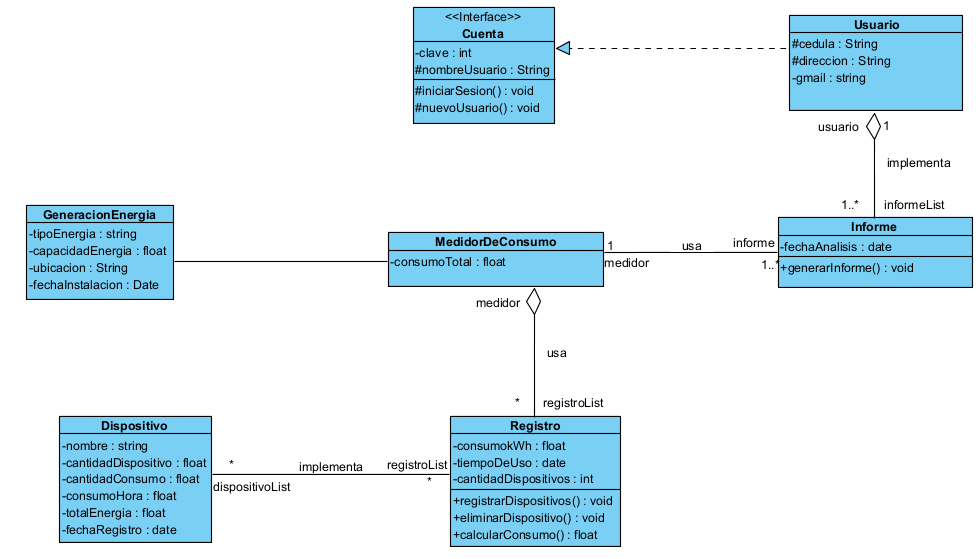 <<Interface>>
Cuenta
-clave : int
#nombreUsuario : String
#iniciarSesion() : void
#nuevoUsuario() : void
Usuario
#cedula : String
#direccion : String
-gmail : string
usuario
1
implementa
1..*
informeList
GeneracionEnergia
-tipoEnergia : string
-capacidadEnergia : float
-ubicacion : String
-fechaInstalacion : Date
MedidorDeConsumo
-consumoTotal : float
1
medidor
usa
informe
1..*
Informe
-fechaAnalisis : date
+generarInforme() : void
medidor
usa
*
registroList
Dispositivo
-nombre : string
-cantidadDispositivo : float
-cantidadConsumo : float
-consumoHora : float
-totalEnergia : float
-fechaRegistro : date
*
dispositivoList
implementa
registroList
*
Registro
-consumokWh : float
-tiempoDeUso : date
-cantidadDispositivos : int
+registrarDispositivos() : void
+eliminarDispositivo() : void
+calcularConsumo() : float